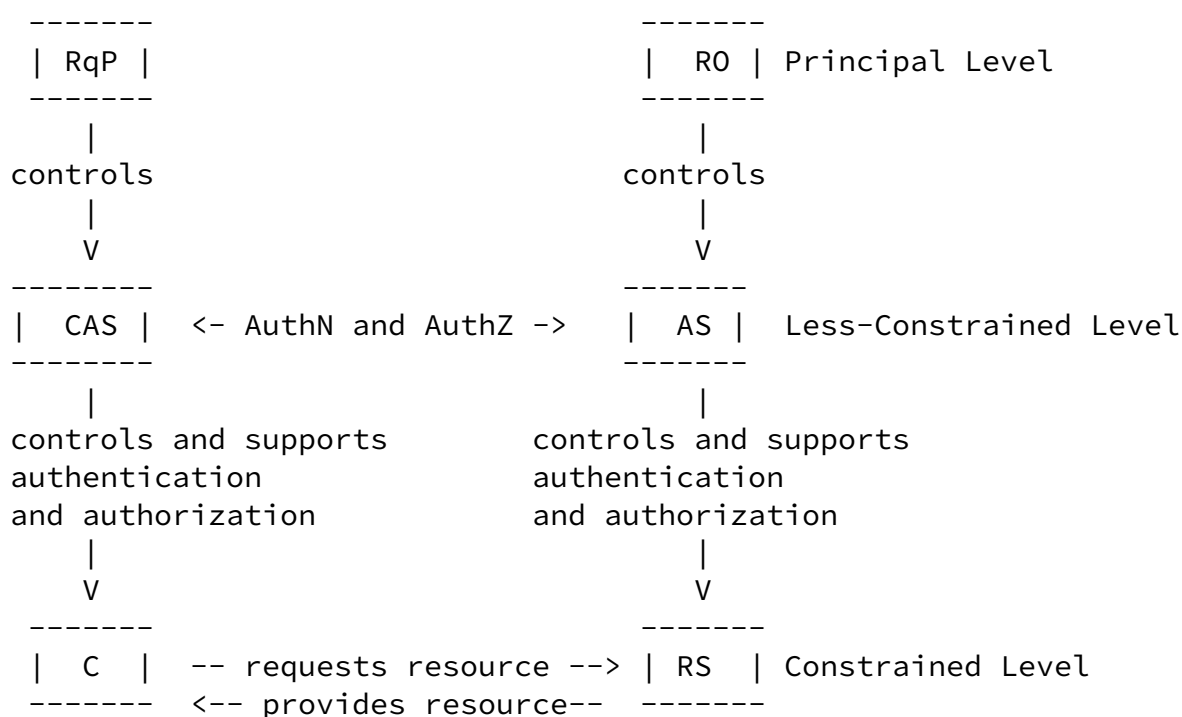 -------                           -------
 | RqP |                           |  RO | Principal Level
 -------                           -------
    |                                 |
controls                          controls
    |                                 |
    V                                 V
--------                          -------
|  CAS |  <- AuthN and AuthZ ->   |  AS |  Less-Constrained Level
--------                          -------
    |                                 |
controls and supports        controls and supports
authentication               authentication
and authorization            and authorization
    |                                 |
    V                                 V
 -------                           -------
 |  C  |  -- requests resource --> | RS  | Constrained Level
 -------  <-- provides resource--  -------